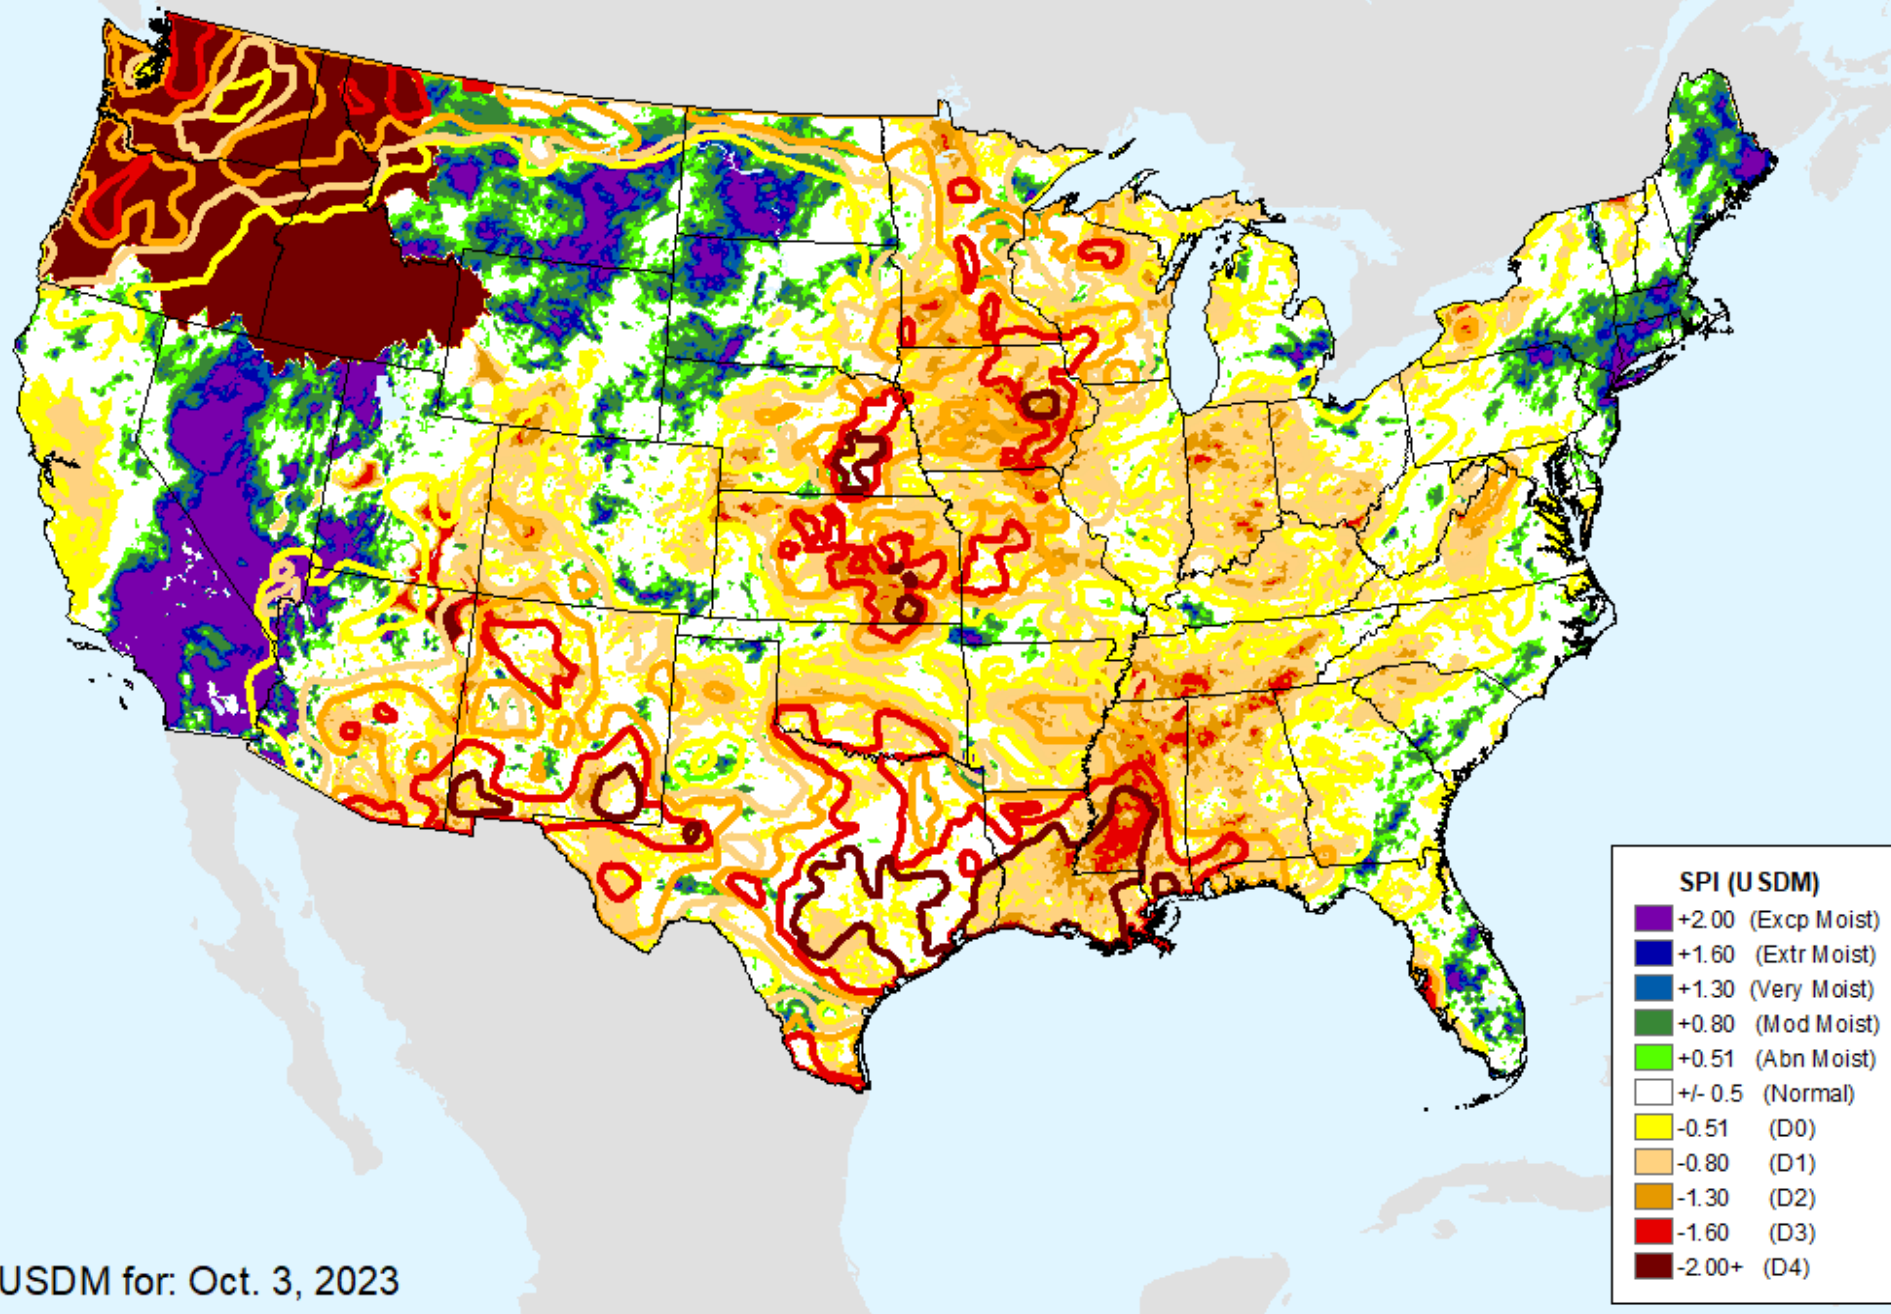 SPI (USDM)
+2.00 (Excp Moist)
+1.60 (Extr Moist)
+1.30 (Very Moist)
+0.80 (Mod Moist)
+0.51 (Abn Moist)
+/- 0.5 (Normal)
-0.51 (D0)
-0.80 (D1)
-1.30 (D2)
-1.60 (D3)
-2.00+ (D4)
USDM for: Oct. 3, 2023